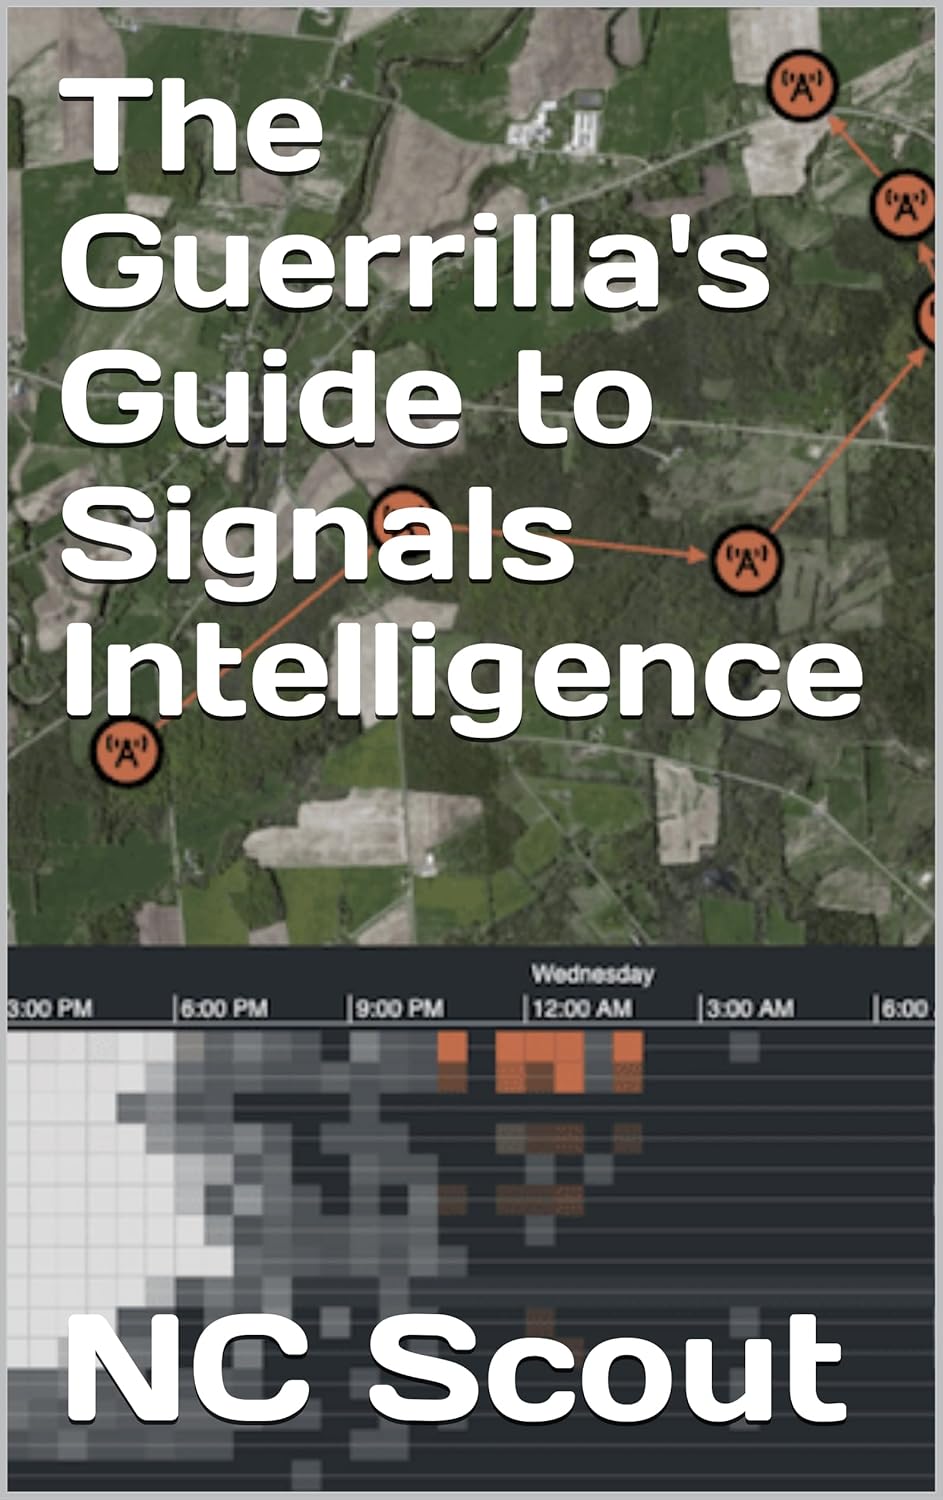 The
Guerrilla's
Guide to
Signals
Intelligence
Wednesday
3:00 PM 6:00 PM 9:00 PM 12:00 AM 3:00 AM 6:00
NC Scout